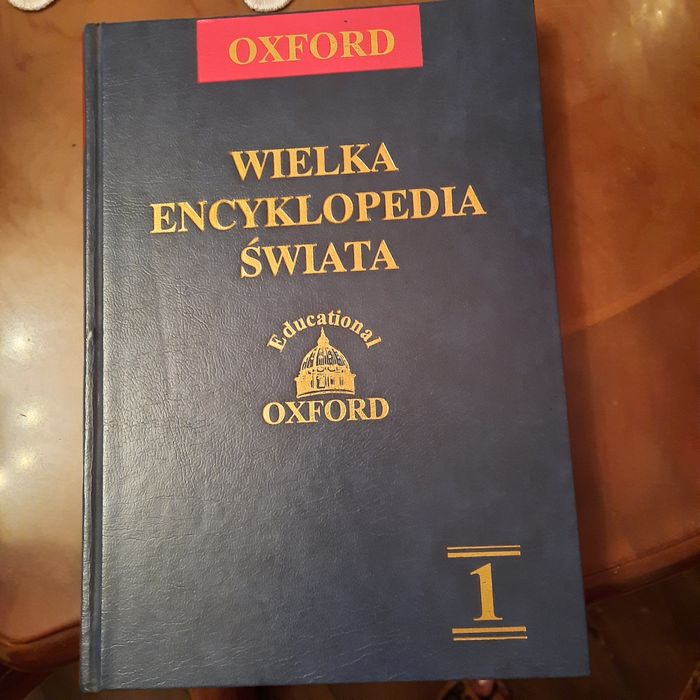 OXFORD
WIELKA
ENCYKLOPEDIA
ŚWIATA
Educational
OXFORD
1